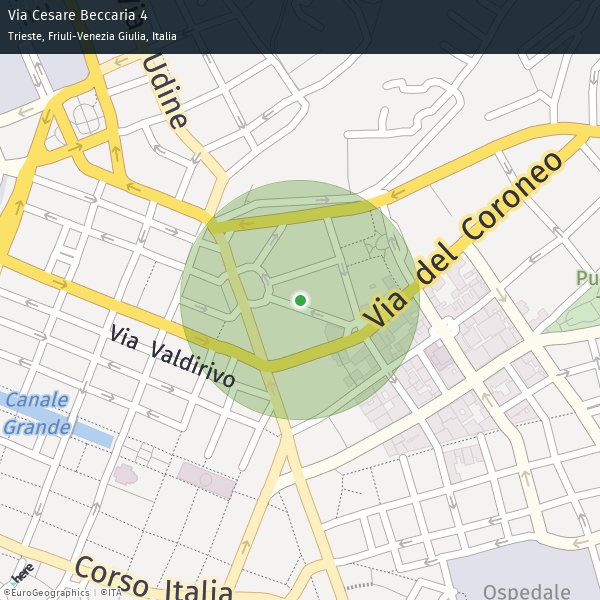 Via Cesare Beccaria 4
Trieste, Friuli-Venezia Giulia, Italia
Udine
Via del Coroneo
Pu
Via Valdirivo
Canale
Grande
here
Corso Italia
Ospedale
©EuroGeographics | ©ITA